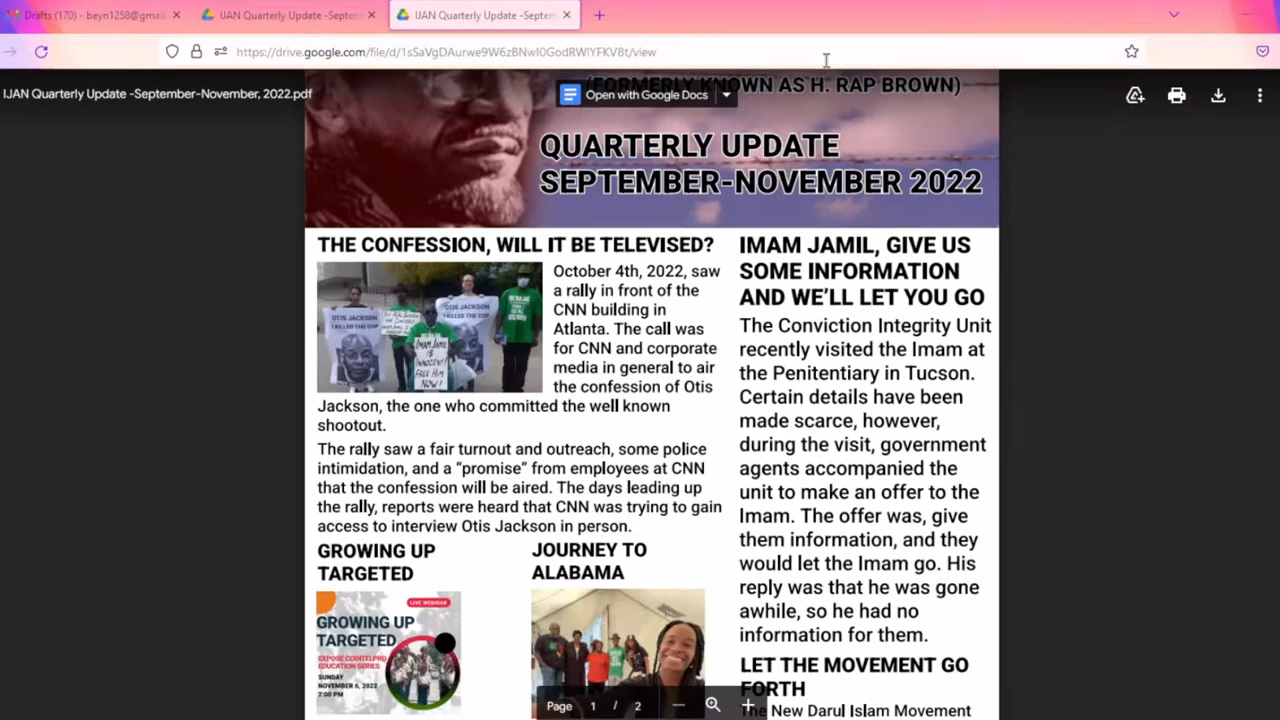 Drafts (170) - beyn1258@gmail.
IJAN Quarterly Update -Septem
IJAN Quarterly Update -Septem
https://drive.google.com/file/d/1sSaVgDAurwe9W6zBNwI0GodRWlYFKV8t/view
IJAN Quarterly Update -September-November, 2022.pdf
Open with Google Docs
(FORMERLY KNOWN AS H. RAP BROWN)
QUARTERLY UPDATE
SEPTEMBER-NOVEMBER 2022
THE CONFESSION, WILL IT BE TELEVISED?
OTIS JACKSON
I KILLED THE COP
OTIS JACKSON
I KILLED THE COP
IMAM JAMIL
IS
INNOCENT!
FREE HIM
NOW!
October 4th, 2022, saw
a rally in front of the
CNN building in
Atlanta. The call was
for CNN and corporate
media in general to air
the confession of Otis
Jackson, the one who committed the well known
shootout.
The rally saw a fair turnout and outreach, some police
intimidation, and a “promise” from employees at CNN
that the confession will be aired. The days leading up
the rally, reports were heard that CNN was trying to gain
access to interview Otis Jackson in person.
GROWING UP
TARGETED
LIVE WEBINAR
GROWING UP
TARGETED
EXPOSE COINTELPRO
EDUCATION SERIES
SUNDAY
NOVEMBER 6, 2022
2:00 PM
JOURNEY TO
ALABAMA
IMAM JAMIL, GIVE US
SOME INFORMATION
AND WE’LL LET YOU GO
The Conviction Integrity Unit
recently visited the Imam at
the Penitentiary in Tucson.
Certain details have been
made scarce, however,
during the visit, government
agents accompanied the
unit to make an offer to the
Imam. The offer was, give
them information, and they
would let the Imam go. His
reply was that he was gone
awhile, so he had no
information for them.
LET THE MOVEMENT GO
FORTH
The New Darul Islam Movement
Page 1 / 2